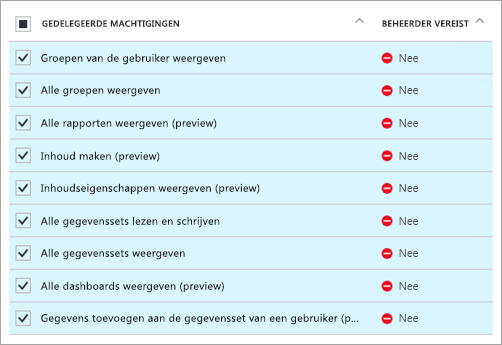 GEDELEGEERDE MACHTIGINGEN BEHEERDER VEREIST
Groepen van de gebruiker weergeven Nee
Alle groepen weergeven Nee
Alle rapporten weergeven (preview) Nee
Inhoud maken (preview) Nee
Inhoudseigenschappen weergeven (preview) Nee
Alle gegevenssets lezen en schrijven Nee
Alle gegevenssets weergeven Nee
Alle dashboards weergeven (preview) Nee
Gegevens toevoegen aan de gegevensset van een gebruiker (p... Nee